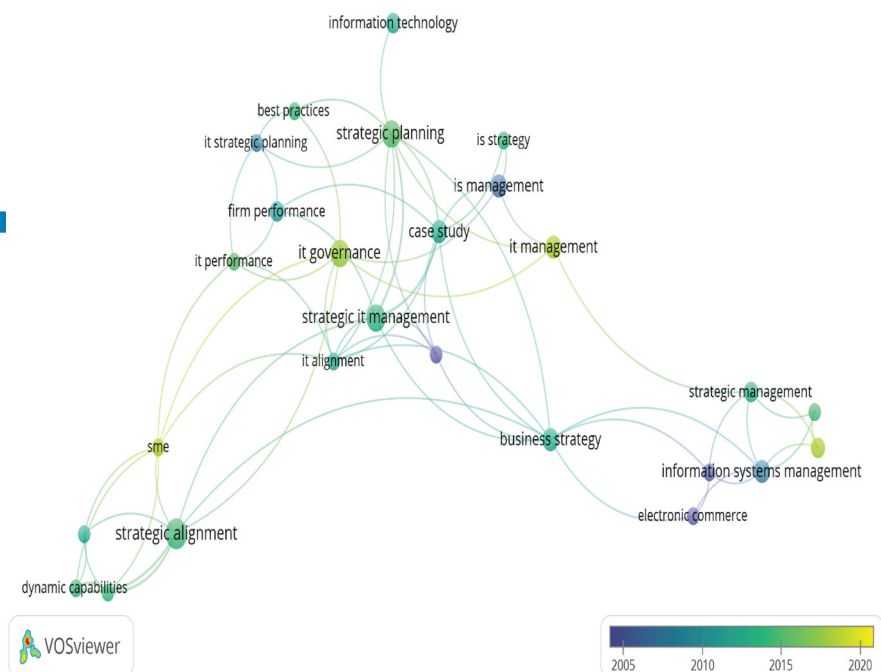 information technology
best practices
strategic planning
it strategic planning
is strategy
is management
firm performance
case study
it governance
it management
it performance
strategic it management
it alignment
strategic management
business strategy
sme
information systems management
electronic commerce
strategic alignment
dynamic capabilities
VOSviewer
2005 2010 2015 2020